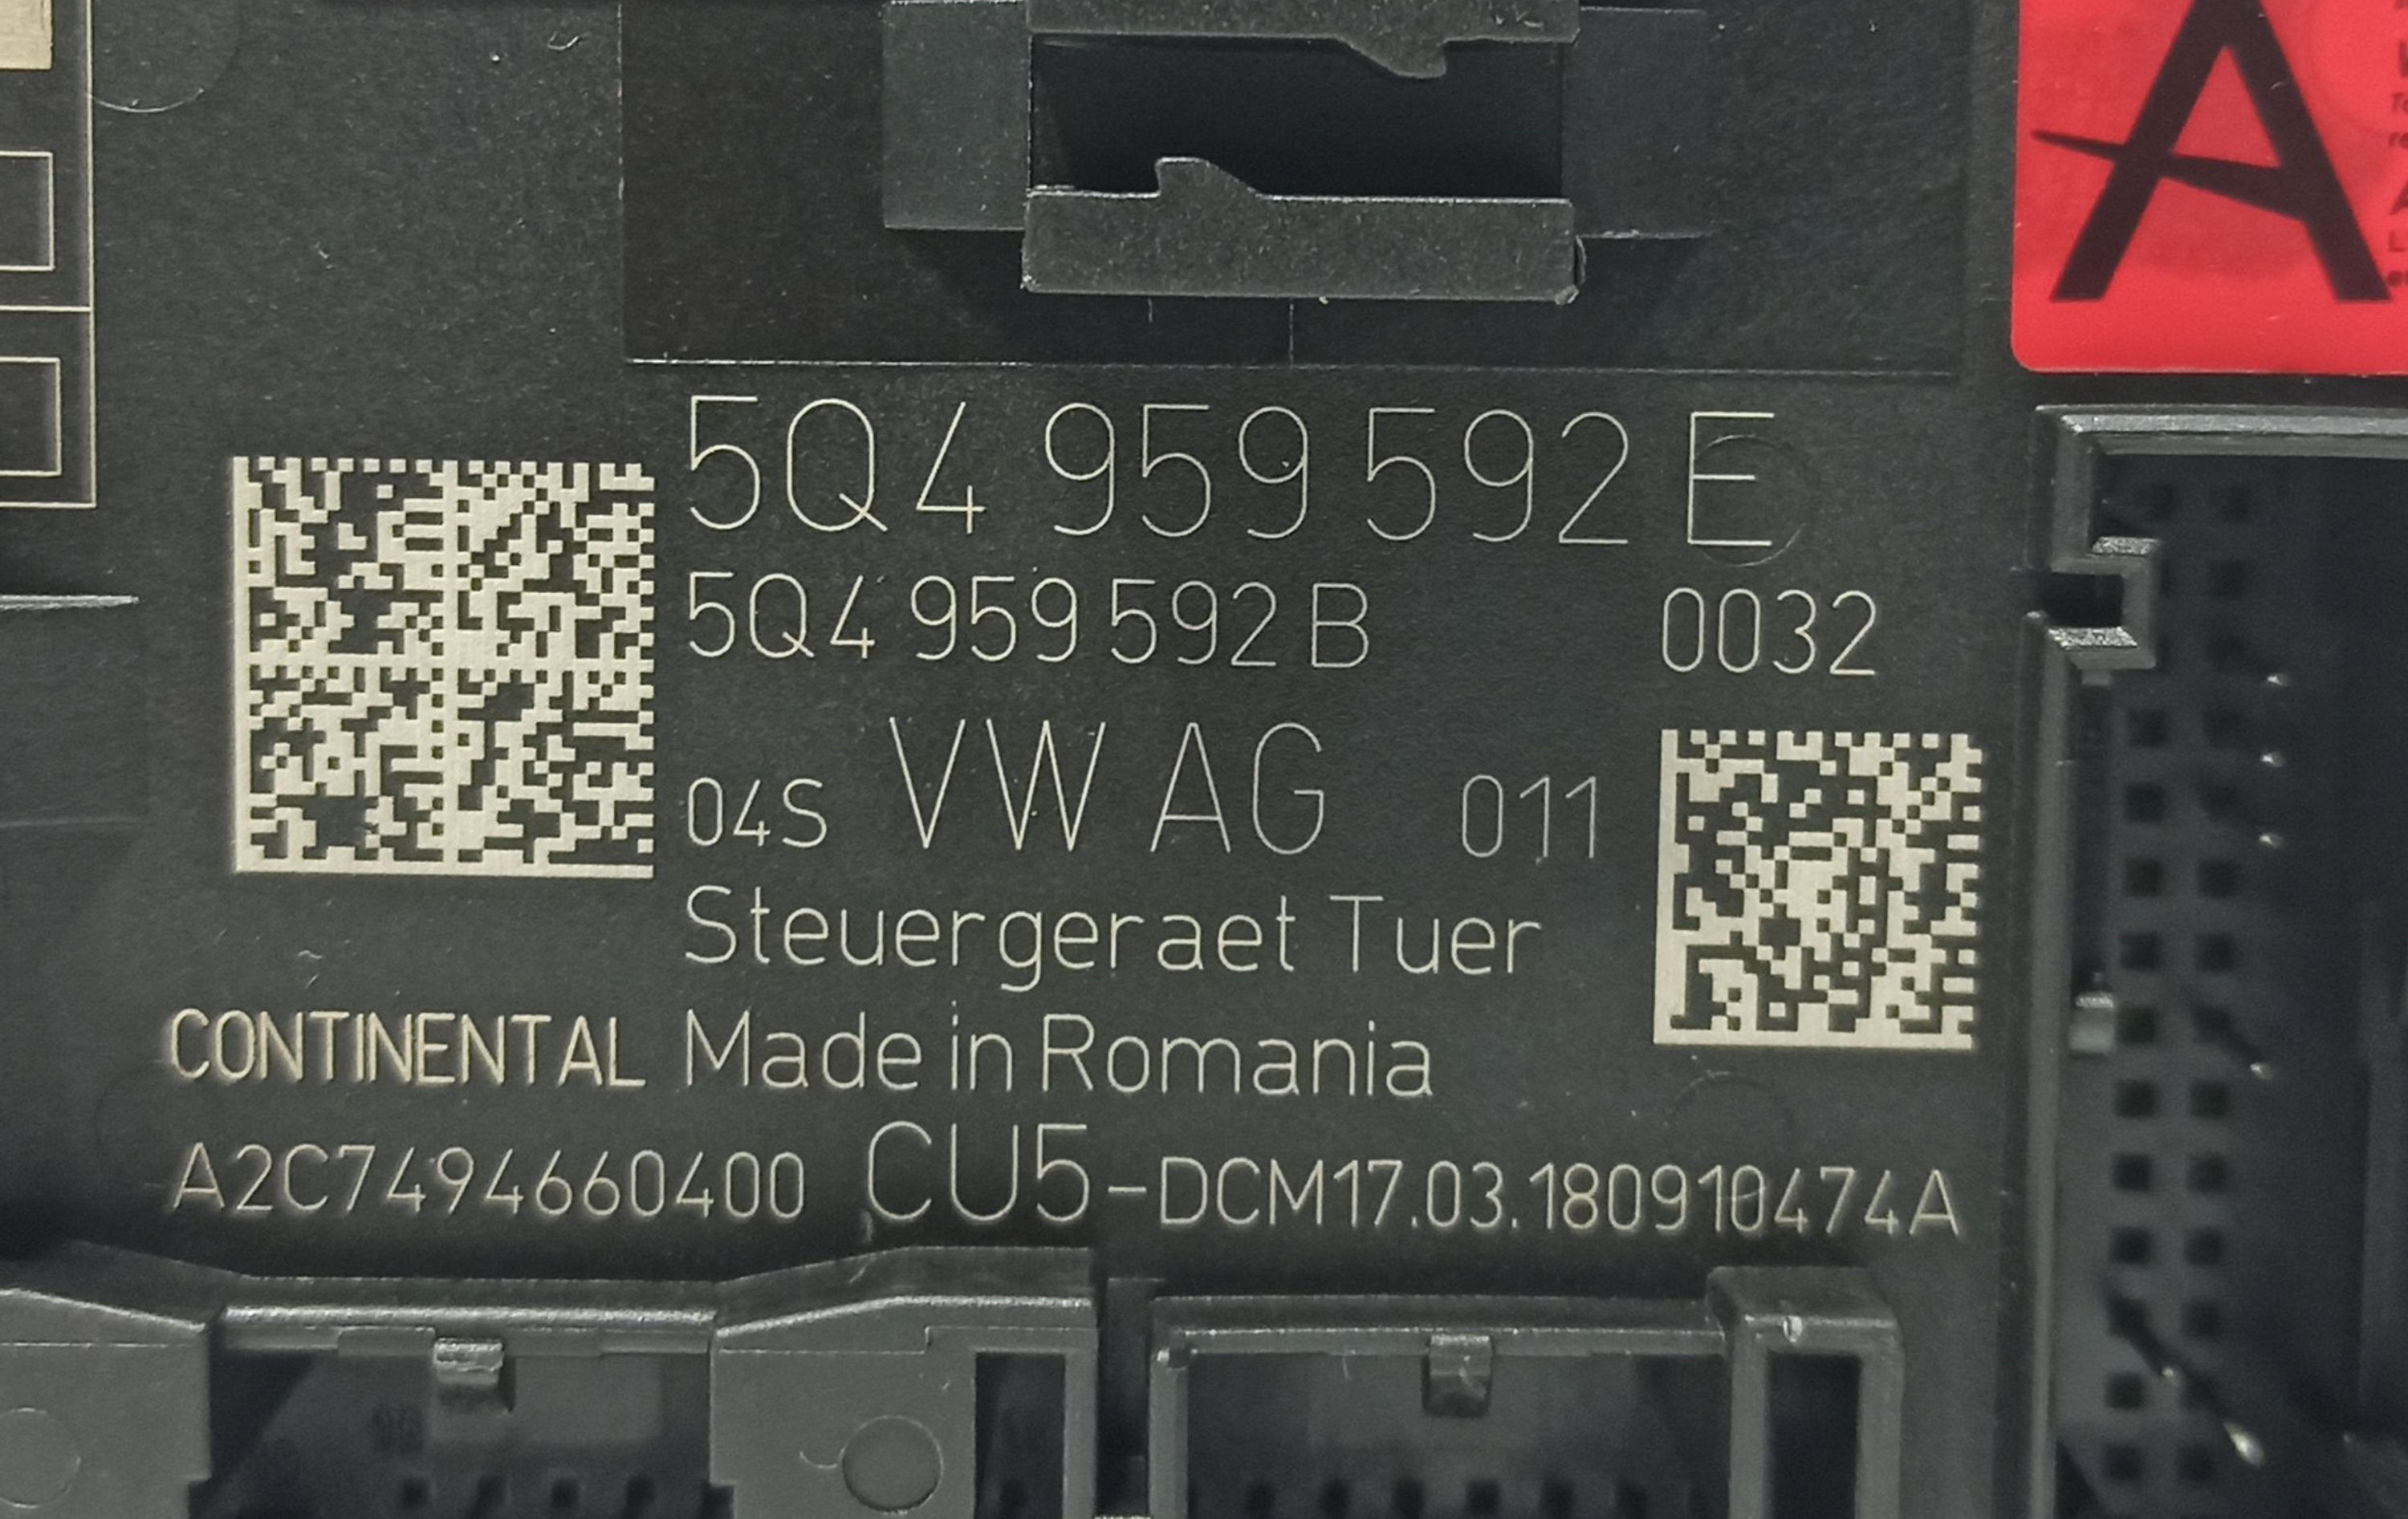 5Q4 959 592 E
5Q4 959 592 B 0032
04S VW AG 011
Steuergeraet Tuer
CONTINENTAL Made in Romania
A2C7494660400 CU5-DCM17.03.180910474A
A